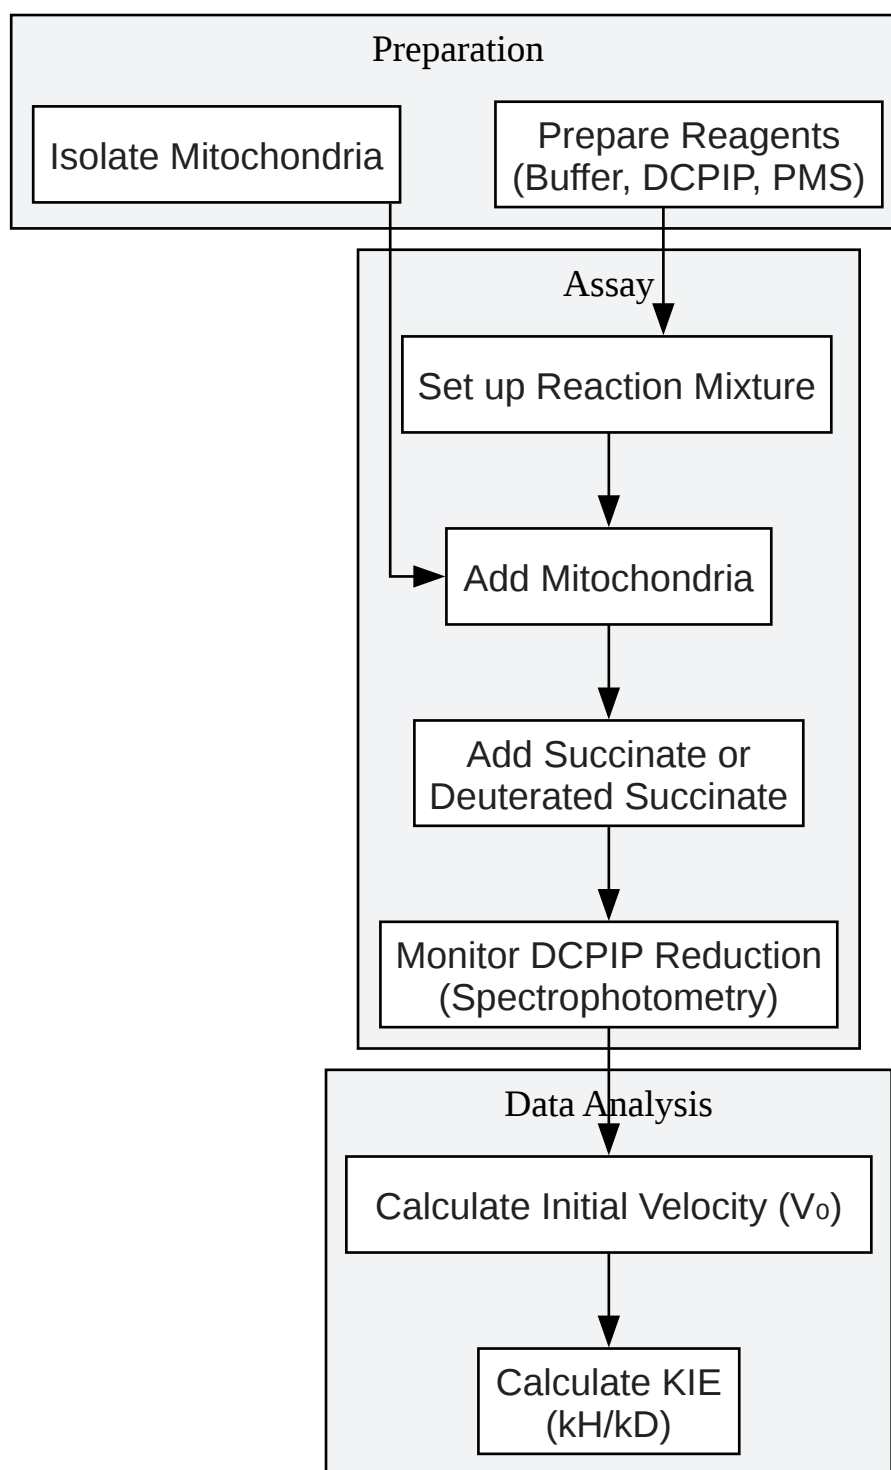 Preparation
Isolate Mitochondria
Prepare Reagents
(Buffer, DCPIP, PMS)
Assay
Set up Reaction Mixture
Add Mitochondria
Add Succinate or
Deuterated Succinate
Monitor DCPIP Reduction
(Spectrophotometry)
Data Analysis
Calculate Initial Velocity (V₀)
Calculate KIE
(kH/kD)